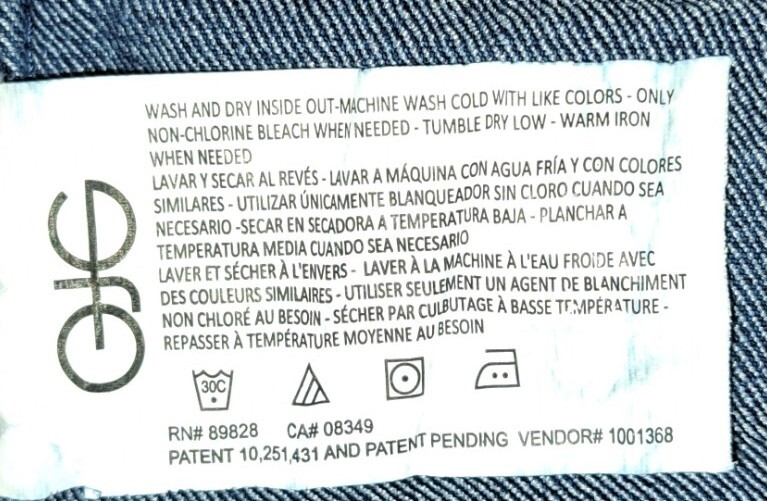 WASH AND DRY INSIDE OUT-MACHINE WASH COLD WITH LIKE COLORS - ONLY
NON-CHLORINE BLEACH WHEN NEEDED - TUMBLE DRY LOW - WARM IRON
WHEN NEEDED
LAVAR Y SECAR AL REVÉS - LAVAR A MÁQUINA CON AGUA FRÍA Y CON COLORES
SIMILARES - UTILIZAR ÚNICAMENTE BLANQUEADOR SIN CLORO CUANDO SEA
NECESARIO -SECAR EN SECADORA A TEMPERATURA BAJA - PLANCHAR A
TEMPERATURA MEDIA CUANDO SEA NECESARIO
LAVER ET SÉCHER À L'ENVERS - LAVER À LA MACHINE À L'EAU FROIDE AVEC
DES COULEURS SIMILAIRES - UTILISER SEULEMENT UN AGENT DE BLANCHIMENT
NON CHLORÉ AU BESOIN - SÉCHER PAR CULBUTAGE À BASSE TEMPÉRATURE -
REPASSER À TEMPÉRATURE MOYENNE AU BESOIN
30C
RN# 89828 CA# 08349
PATENT 10,251,431 AND PATENT PENDING VENDOR# 1001368